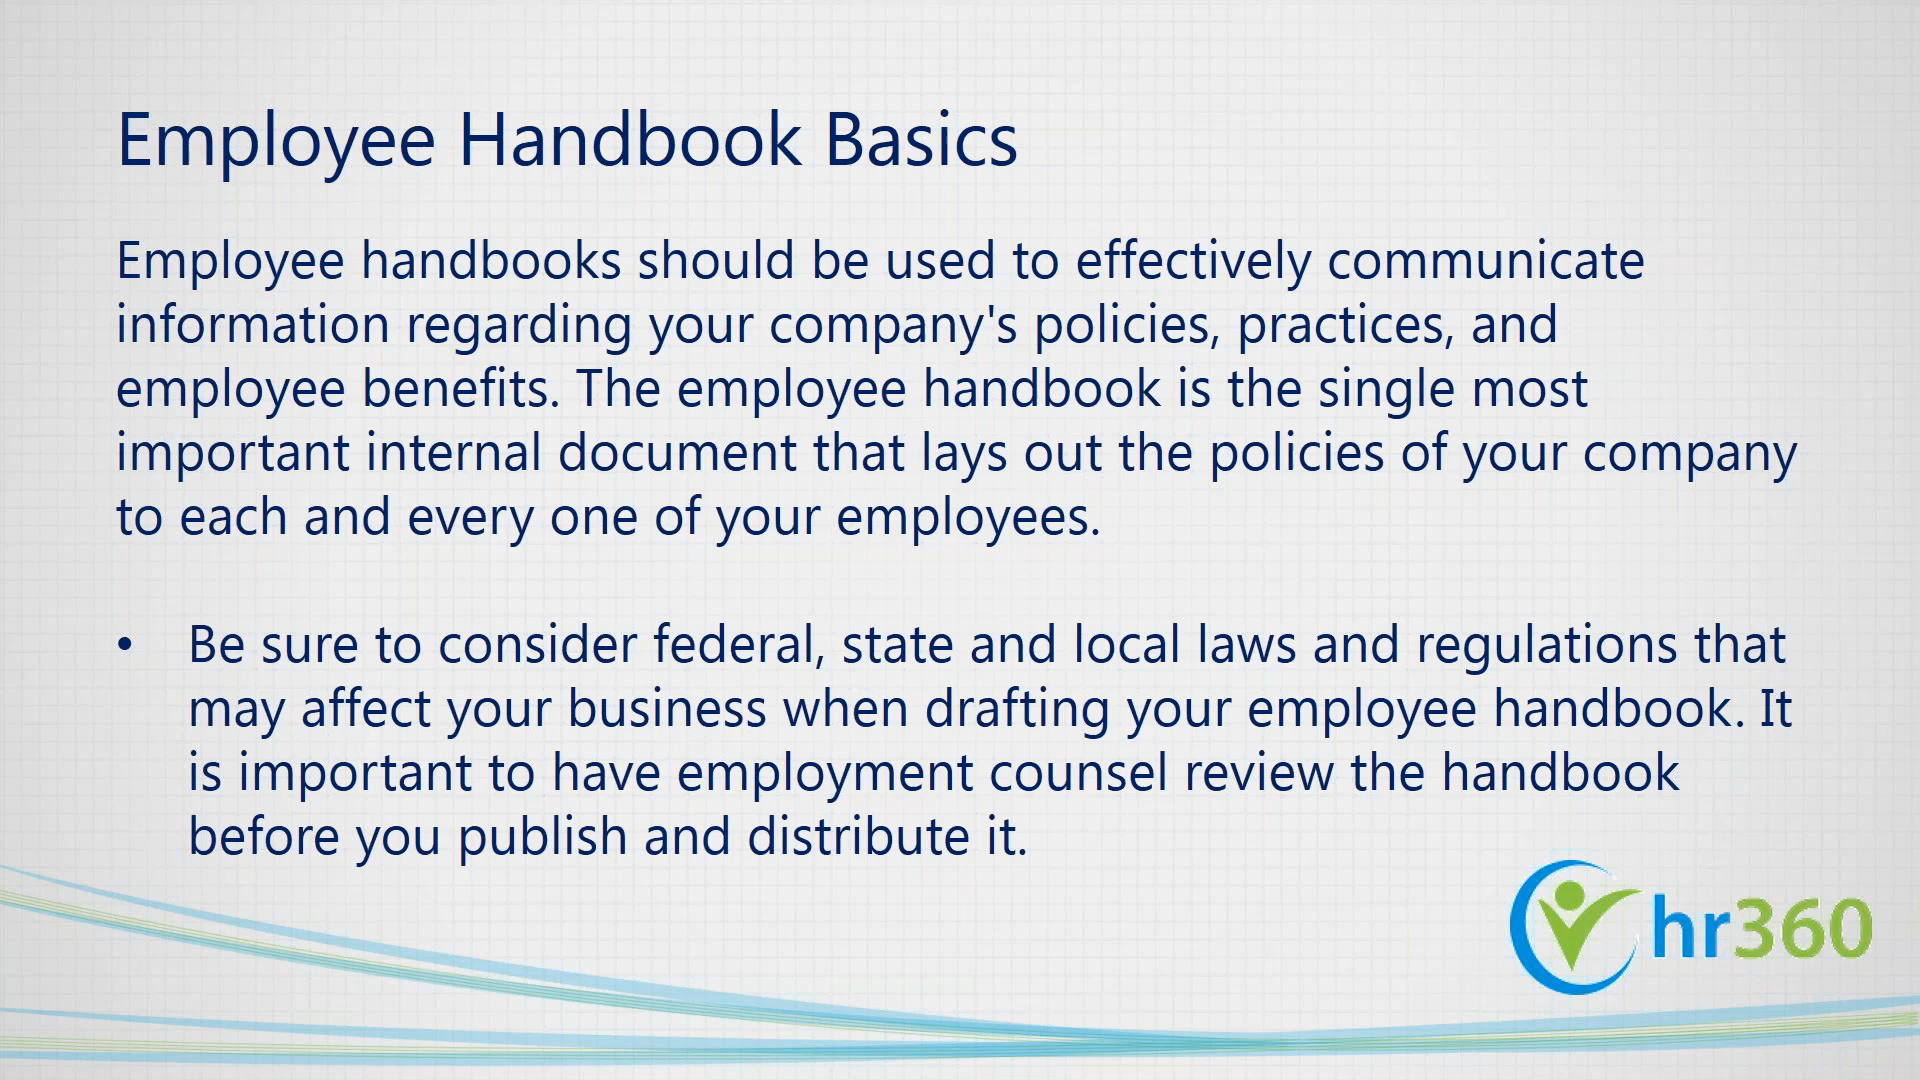 Employee Handbook Basics
Employee handbooks should be used to effectively communicate
information regarding your company's policies, practices, and
employee benefits. The employee handbook is the single most
important internal document that lays out the policies of your company
to each and every one of your employees.
• Be sure to consider federal, state and local laws and regulations that
may affect your business when drafting your employee handbook. It
is important to have employment counsel review the handbook
before you publish and distribute it.
hr360